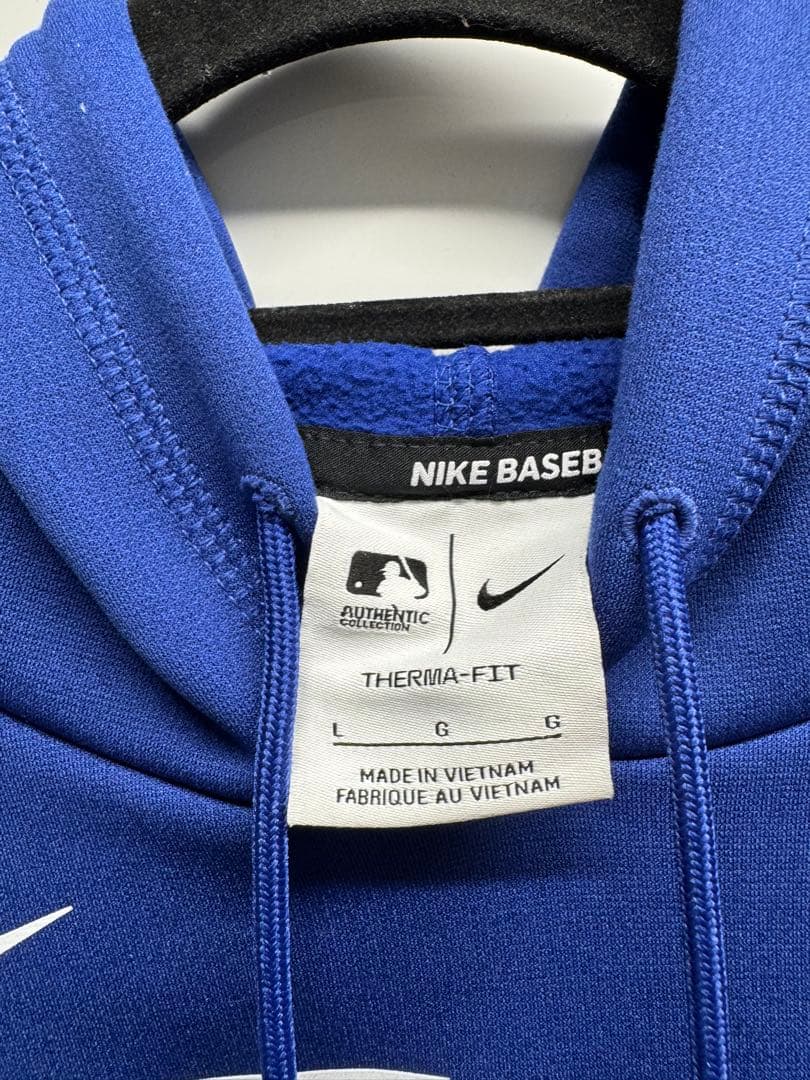 NIKE BASEB
AUTHENTIC
COLLECTION
THERMA-FIT
L G G
MADE IN VIETNAM
FABRIQUE AU VIETNAM